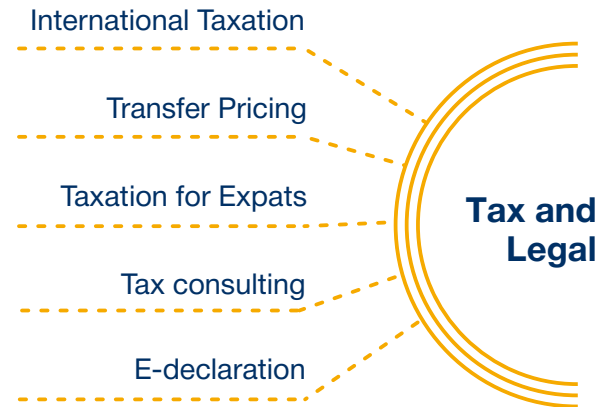 International Taxation
Transfer Pricing
Taxation for Expats
Tax consulting
E-declaration
Tax and
Legal